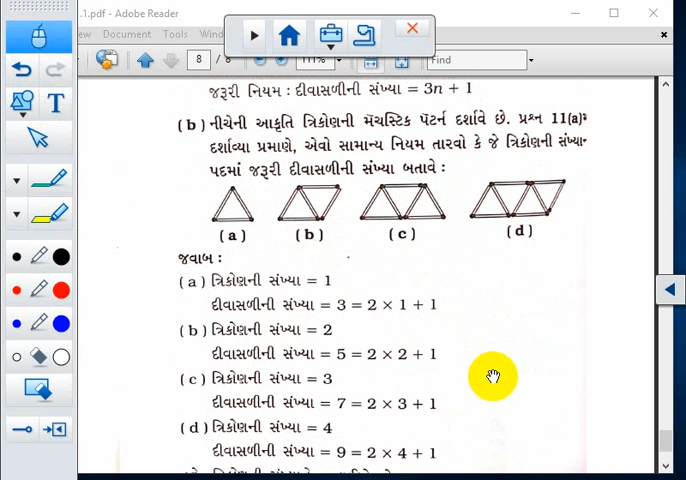 .1.pdf - Adobe Reader
Document Tools Window Help
8 / 8 111% Find
જરૂરી નિયમ : દીવાસળીની સંખ્યા = 3n + 1
(b) નીચેની આકૃતિ ત્રિકોણની મૅચસ્ટિક પૅટર્ન દર્શાવે છે. પ્રશ્ન 11(a)
દર્શાવ્યા પ્રમાણે, એવો સામાન્ય નિયમ તારવો કે જે ત્રિકોણની સંખ્યા
પદમાં જરૂરી દીવાસળીની સંખ્યા બતાવે :
(a) (b) (c) (d)
જવાબ :
(a) ત્રિકોણની સંખ્યા = 1
દીવાસળીની સંખ્યા = 3 = 2 × 1 + 1
(b) ત્રિકોણની સંખ્યા = 2
દીવાસળીની સંખ્યા = 5 = 2 × 2 + 1
(c) ત્રિકોણની સંખ્યા = 3
દીવાસળીની સંખ્યા = 7 = 2 × 3 + 1
(d) ત્રિકોણની સંખ્યા = 4
દીવાસળીની સંખ્યા = 9 = 2 × 4 + 1